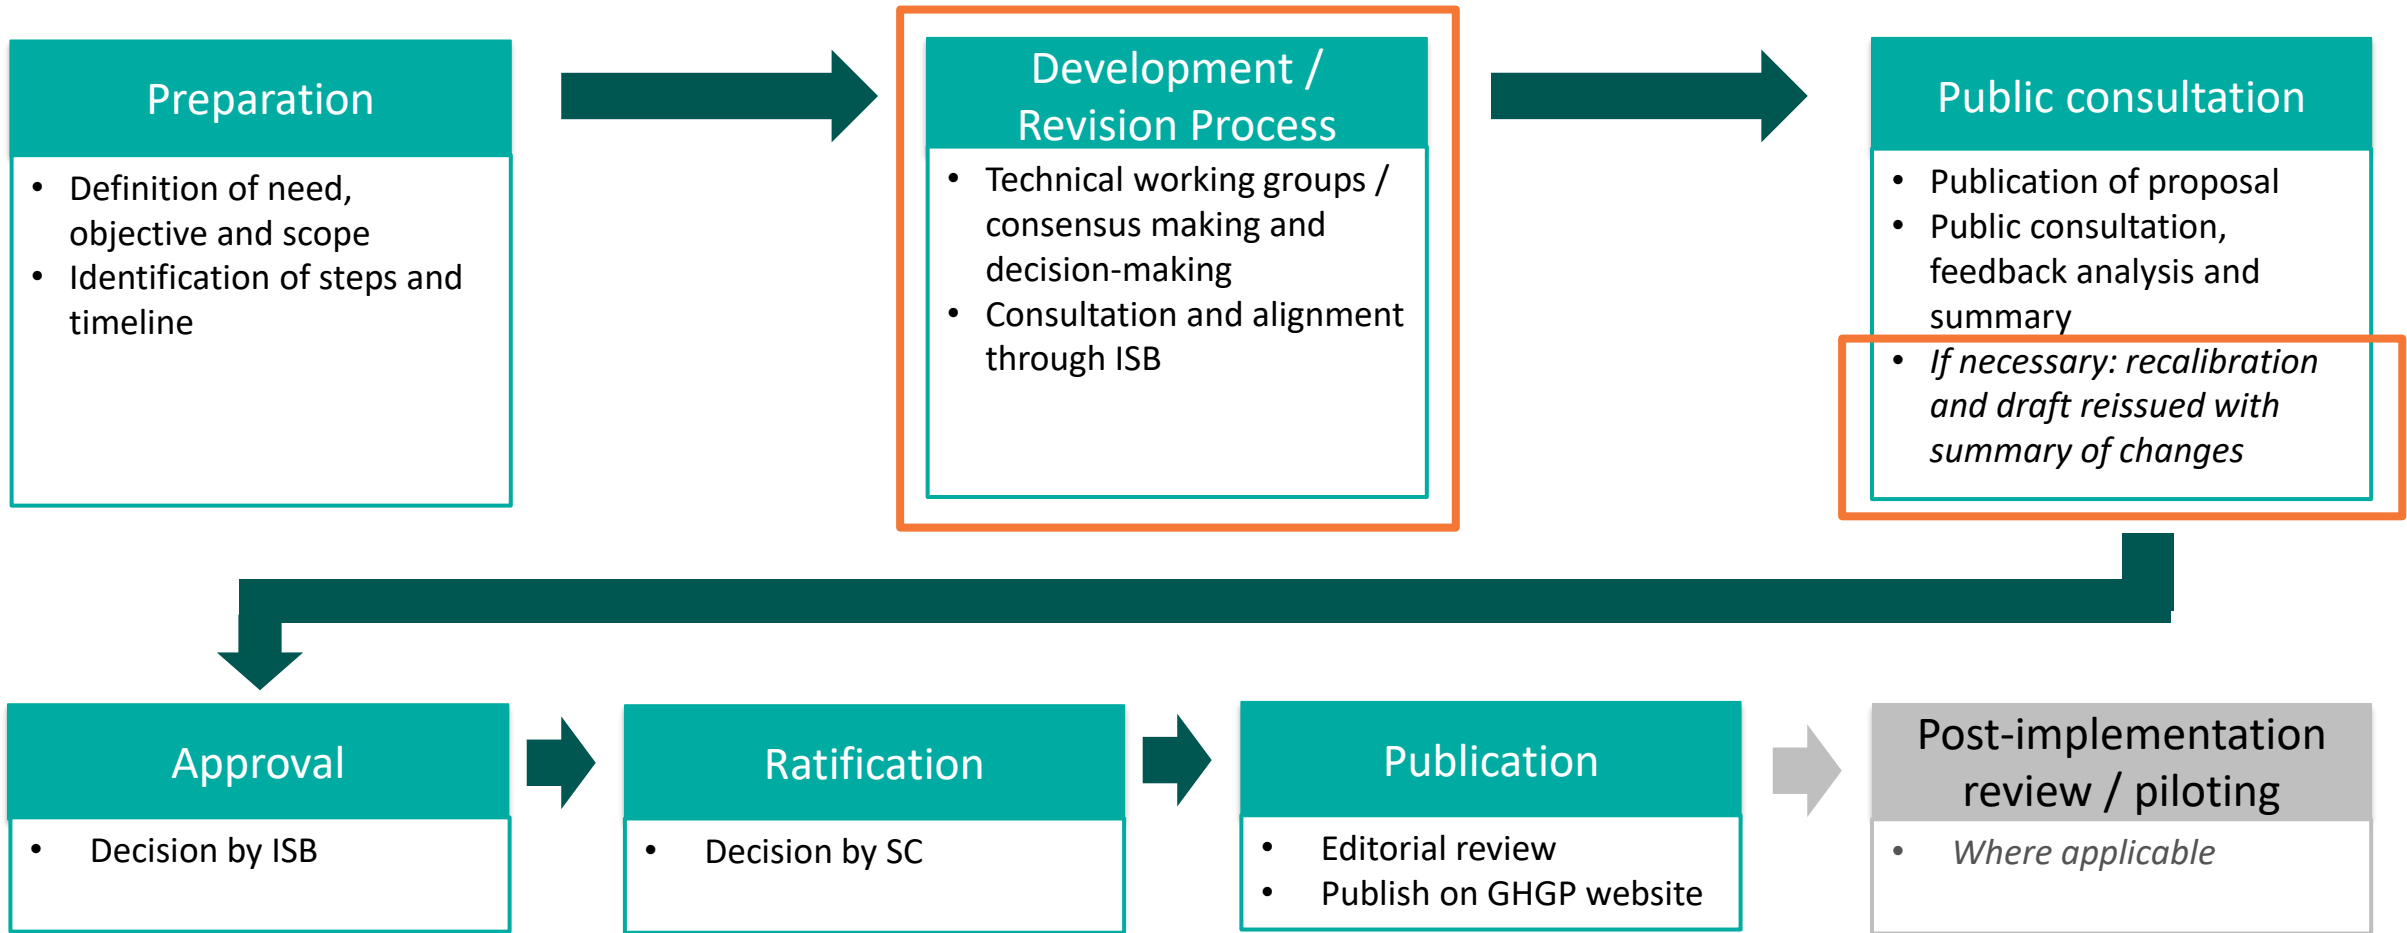 Preparation
• Definition of need,
objective and scope
• Identification of steps and
timeline
Development /
Revision Process
• Technical working groups /
consensus making and
decision-making
• Consultation and alignment
through ISB
Public consultation
• Publication of proposal
• Public consultation,
feedback analysis and
summary
• If necessary: recalibration
and draft reissued with
summary of changes
Approval
• Decision by ISB
Ratification
• Decision by SC
Publication
• Editorial review
• Publish on GHGP website
Post-implementation
review / piloting
• Where applicable